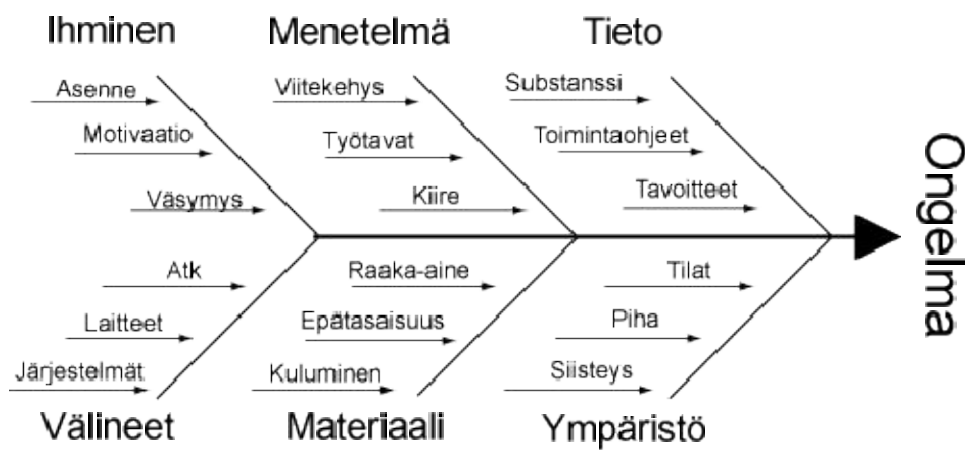 Ihminen
Menetelmä
Tieto
Asenne
Motivaatio
Väsymys
Viitekehys
Työtavat
Kiire
Substanssi
Toimintaohjeet
Tavoitteet
Ongelma
Atk
Laitteet
Järjestelmät
Raaka-aine
Epätasaisuus
Kuluminen
Tilat
Piha
Siisteys
Välineet
Materiaali
Ympäristö